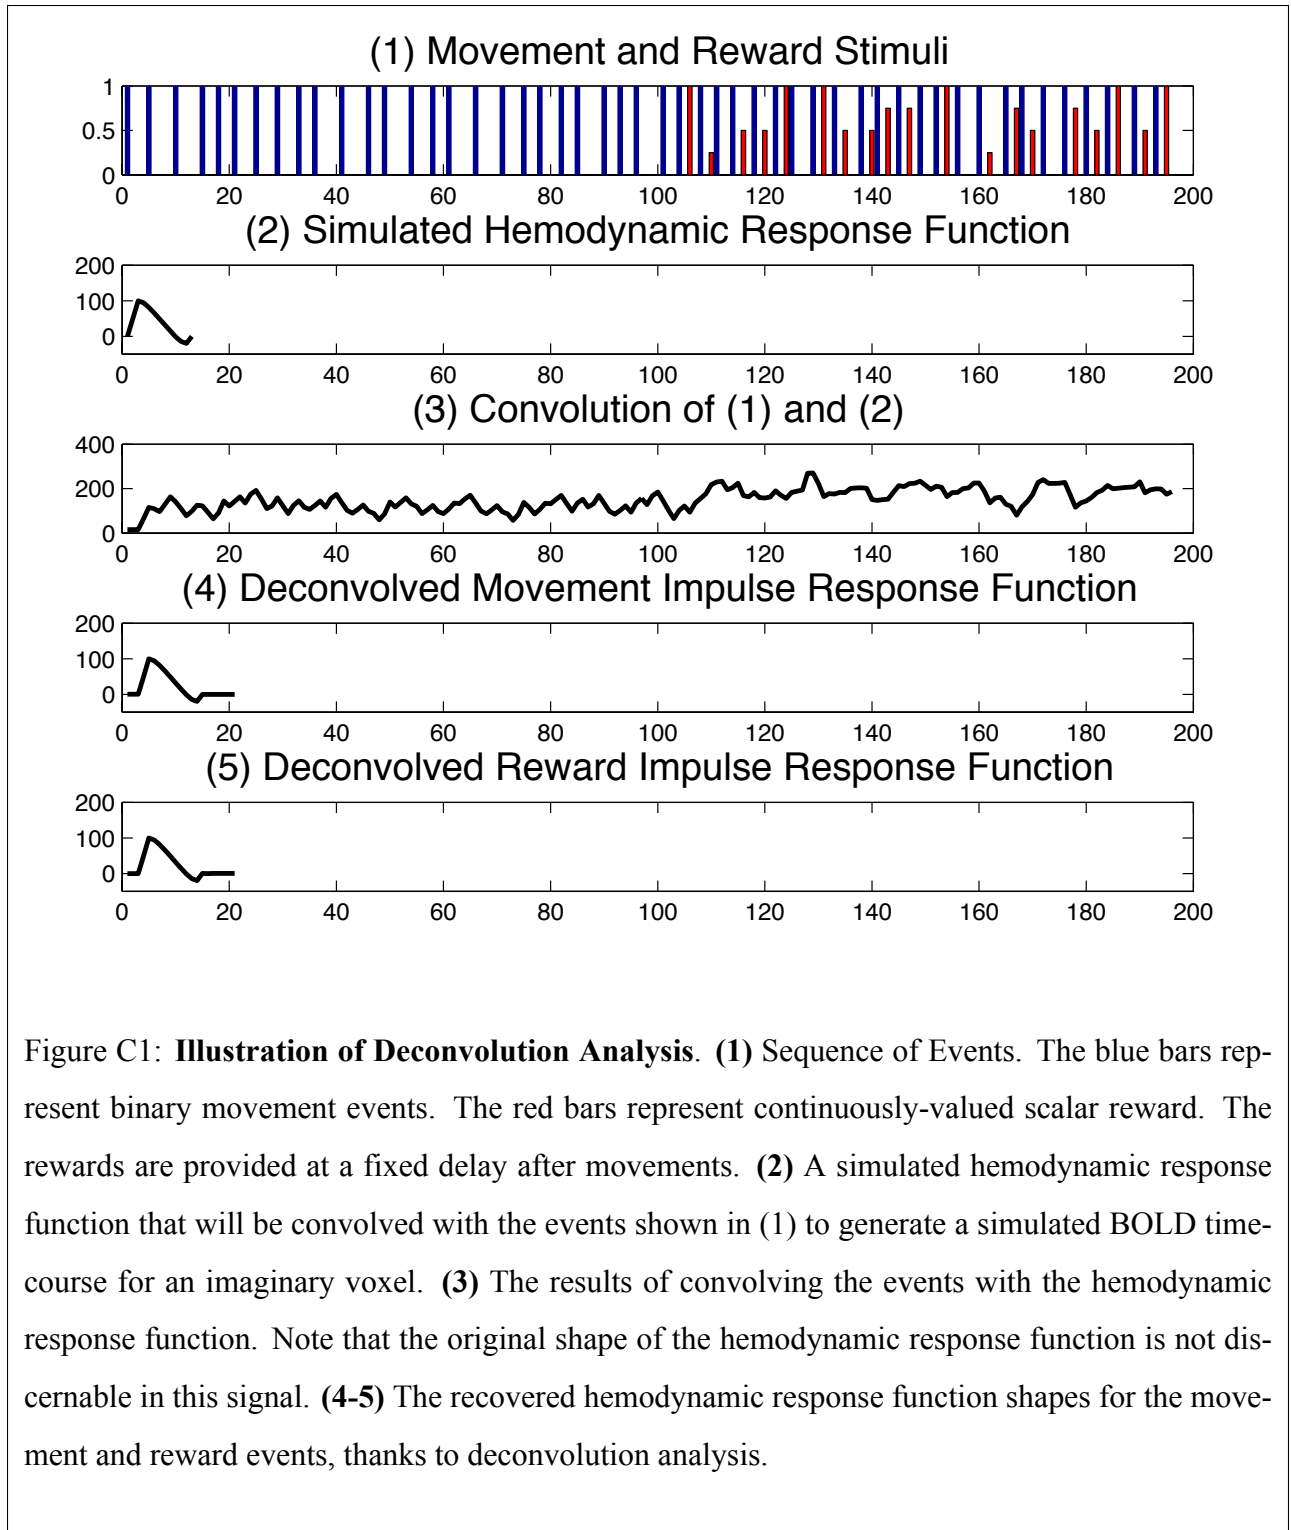 (1) Movement and Reward Stimuli
1
0.5
0
0 20 40 60 80 100 120 140 160 180 200
(2) Simulated Hemodynamic Response Function
200
100
0
0 20 40 60 80 100 120 140 160 180 200
(3) Convolution of (1) and (2)
400
200
0
0 20 40 60 80 100 120 140 160 180 200
(4) Deconvolved Movement Impulse Response Function
200
100
0
0 20 40 60 80 100 120 140 160 180 200
(5) Deconvolved Reward Impulse Response Function
200
100
0
0 20 40 60 80 100 120 140 160 180 200
Figure C1: Illustration of Deconvolution Analysis. (1) Sequence of Events. The blue bars rep-
resent binary movement events. The red bars represent continuously-valued scalar reward. The
rewards are provided at a fixed delay after movements. (2) A simulated hemodynamic response
function that will be convolved with the events shown in (1) to generate a simulated BOLD time-
course for an imaginary voxel. (3) The results of convolving the events with the hemodynamic
response function. Note that the original shape of the hemodynamic response function is not dis-
cernable in this signal. (4-5) The recovered hemodynamic response function shapes for the move-
ment and reward events, thanks to deconvolution analysis.